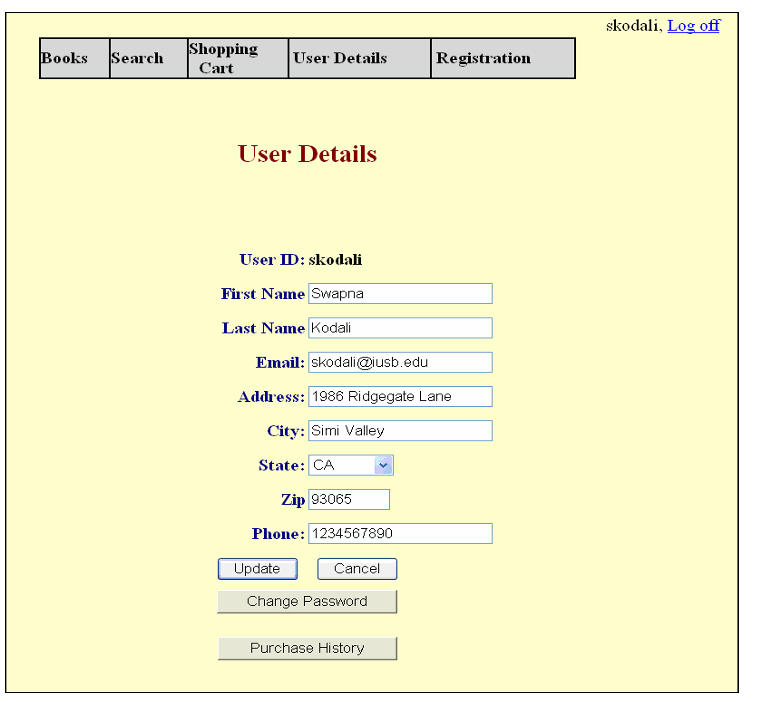 skodali, Log off
Books Search Shopping Cart User Details Registration
User Details
User ID: skodali
First Name Swapna
Last Name Kodali
Email: skodali@iusb.edu
Address: 1986 Ridgegate Lane
City: Simi Valley
State: CA
Zip 93065
Phone: 1234567890
Update Cancel
Change Password
Purchase History